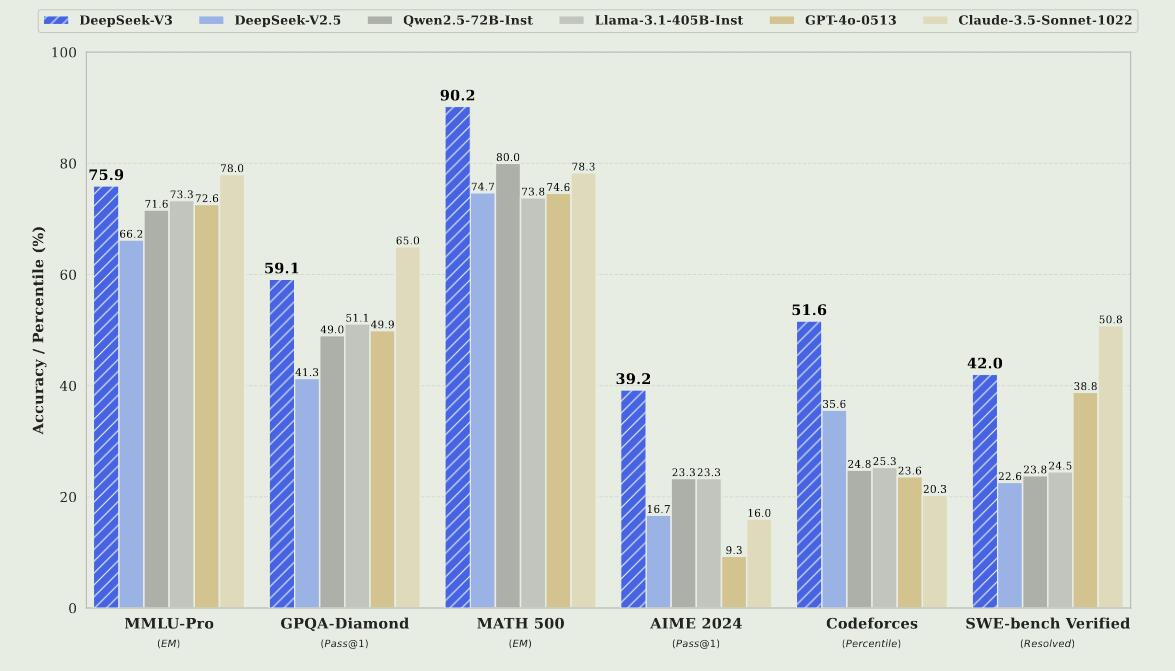 DeepSeek-V3 DeepSeek-V2.5 Qwen2.5-72B-Inst Llama-3.1-405B-Inst GPT-4o-0513 Claude-3.5-Sonnet-1022
Accuracy / Percentile (%)
100
80
60
40
20
0
75.9 66.2 71.6 73.3 72.6 78.0
59.1 41.3 49.0 51.1 49.9 65.0
90.2 74.7 80.0 73.8 74.6 78.3
39.2 16.7 23.3 23.3 9.3 16.0
51.6 35.6 24.8 25.3 23.6 20.3
42.0 22.6 23.8 24.5 38.8 50.8
MMLU-Pro GPQA-Diamond MATH 500 AIME 2024 Codeforces SWE-bench Verified
(EM) (Pass@1) (EM) (Pass@1) (Percentile) (Resolved)